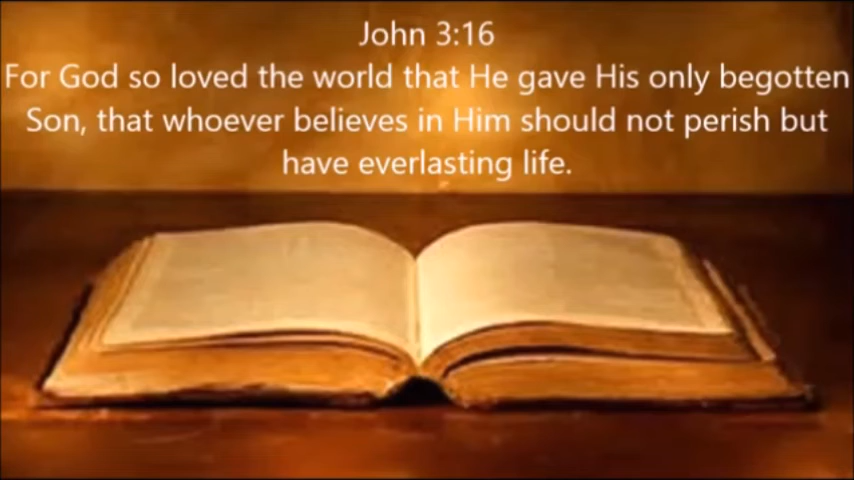 John 3:16
For God so loved the world that He gave His only begotten
Son, that whoever believes in Him should not perish but
have everlasting life.